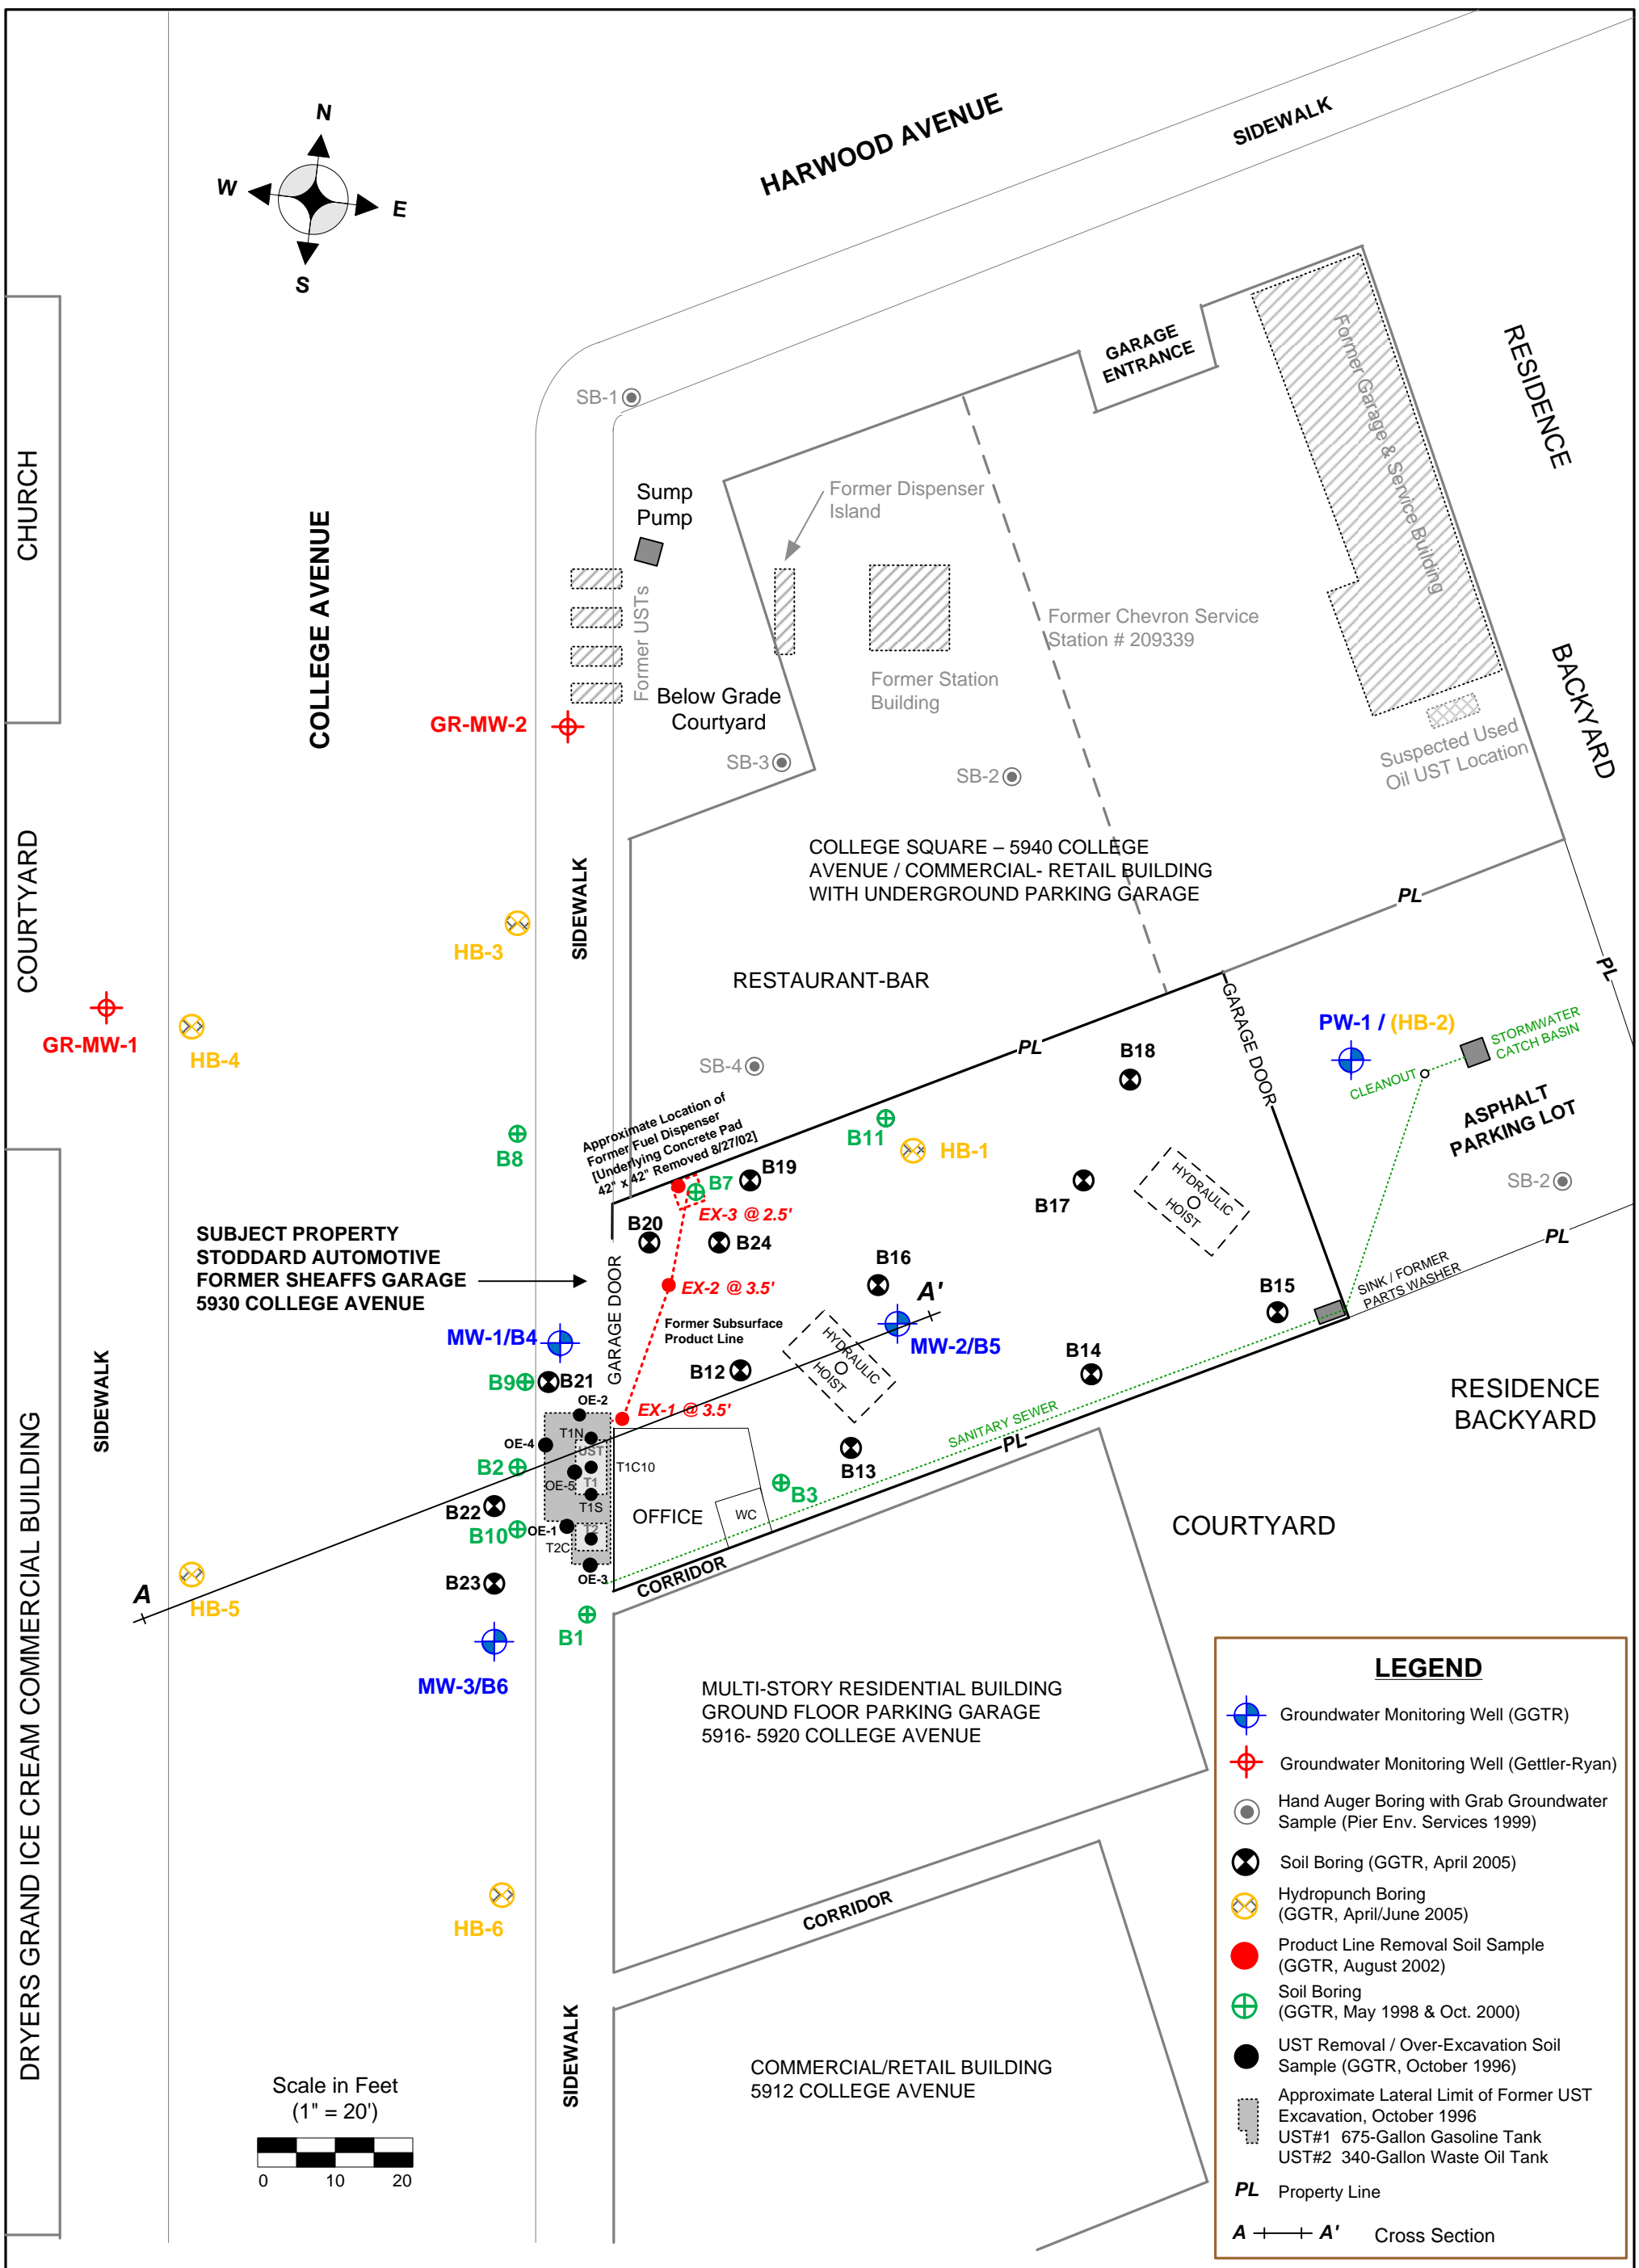 HARWOOD AVENUE
SIDEWALK
N
W
E
S
CHURCH
COLLEGE AVENUE
GARAGE
ENTRANCE
Former Garage & Service Building
RESIDENCE
BACKYARD
SB-1
Sump
Pump
Former Dispenser
Island
Former USTs
Former Chevron Service
Station # 209339
Former Station
Building
Below Grade
Courtyard
GR-MW-2
SB-3
SB-2
Suspected Used
Oil UST Location
COLLEGE SQUARE – 5940 COLLEGE
AVENUE / COMMERCIAL- RETAIL BUILDING
WITH UNDERGROUND PARKING GARAGE
COURTYARD
SIDEWALK
HB-3
PL
PL
RESTAURANT-BAR
GARAGE DOOR
GR-MW-1
HB-4
PW-1 / (HB-2)
STORMWATER
CATCH BASIN
CLEANOUT
ASPHALT
PARKING LOT
PL
B18
SB-4
Approximate Location of
Former Fuel Dispenser
[Underlying Concrete Pad
42" x 42" Removed 8/27/02]
B11
HB-1
B8
B19
B7
B17
HYDRAULIC
HOIST
SB-2
EX-3 @ 2.5'
B20
B24
PL
SUBJECT PROPERTY
STODDARD AUTOMOTIVE
FORMER SHEAFFS GARAGE
5930 COLLEGE AVENUE
GARAGE DOOR
EX-2 @ 3.5'
B16
A'
B15
SINK / FORMER
PARTS WASHER
Former Subsurface
Product Line
MW-1/B4
MW-2/B5
HYDRAULIC
HOIST
B12
B14
B9
B21
OE-2
EX-1 @ 3.5'
SIDEWALK
RESIDENCE
BACKYARD
SANITARY SEWER
PL
T1N
OE-4
UST
B2
T1C10
B13
OE-5
T1
B3
T1S
B22
OFFICE
WC
COURTYARD
B10
OE-1
T2
T2C
B23
OE-3
CORRIDOR
A
HB-5
B1
MW-3/B6
DRYERS GRAND ICE CREAM COMMERCIAL BUILDING
MULTI-STORY RESIDENTIAL BUILDING
GROUND FLOOR PARKING GARAGE
5916- 5920 COLLEGE AVENUE
HB-6
CORRIDOR
SIDEWALK
COMMERCIAL/RETAIL BUILDING
5912 COLLEGE AVENUE
Scale in Feet
(1" = 20')
0 10 20
LEGEND
Groundwater Monitoring Well (GGTR)
Groundwater Monitoring Well (Gettler-Ryan)
Hand Auger Boring with Grab Groundwater
Sample (Pier Env. Services 1999)
Soil Boring (GGTR, April 2005)
Hydropunch Boring
(GGTR, April/June 2005)
Product Line Removal Soil Sample
(GGTR, August 2002)
Soil Boring
(GGTR, May 1998 & Oct. 2000)
UST Removal / Over-Excavation Soil
Sample (GGTR, October 1996)
Approximate Lateral Limit of Former UST
Excavation, October 1996
UST#1 675-Gallon Gasoline Tank
UST#2 340-Gallon Waste Oil Tank
PL Property Line
A A' Cross Section